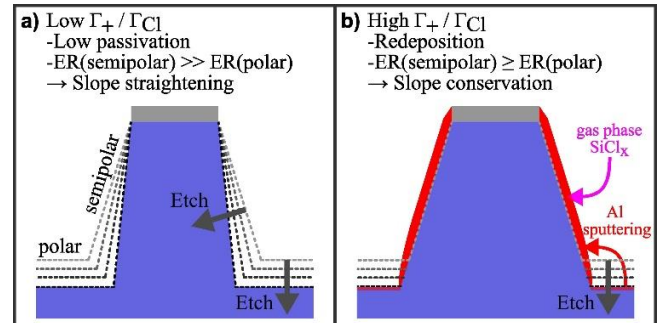 a) Low Γ+ / ΓCl
-Low passivation
-ER(semipolar) >> ER(polar)
→ Slope straightening
semipolar
polar
Etch
Etch
b) High Γ+ / ΓCl
-Redeposition
-ER(semipolar) ≥ ER(polar)
→ Slope conservation
gas phase
SiClx
Al
sputtering
Etch